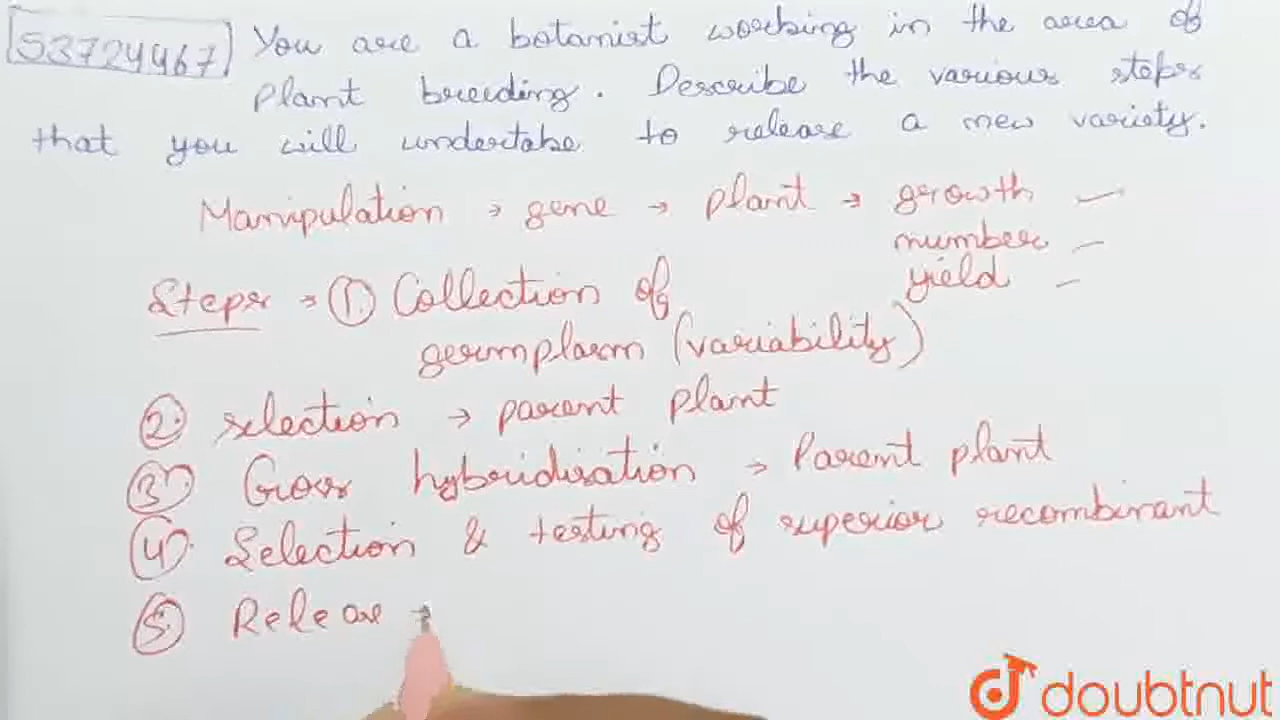 53724467 You are a botanist working in the area of
plant breeding. Describe the various steps
that you will undertake to release a new variety.
Manipulation → gene → plant → growth —
number —
yield —
Steps → 1. Collection of
germplasm (variability)
2. selection → parent plant
3. Cross hybridisation → Parent plant
4. Selection & testing of superior recombinant
5. Release →
doubtnut